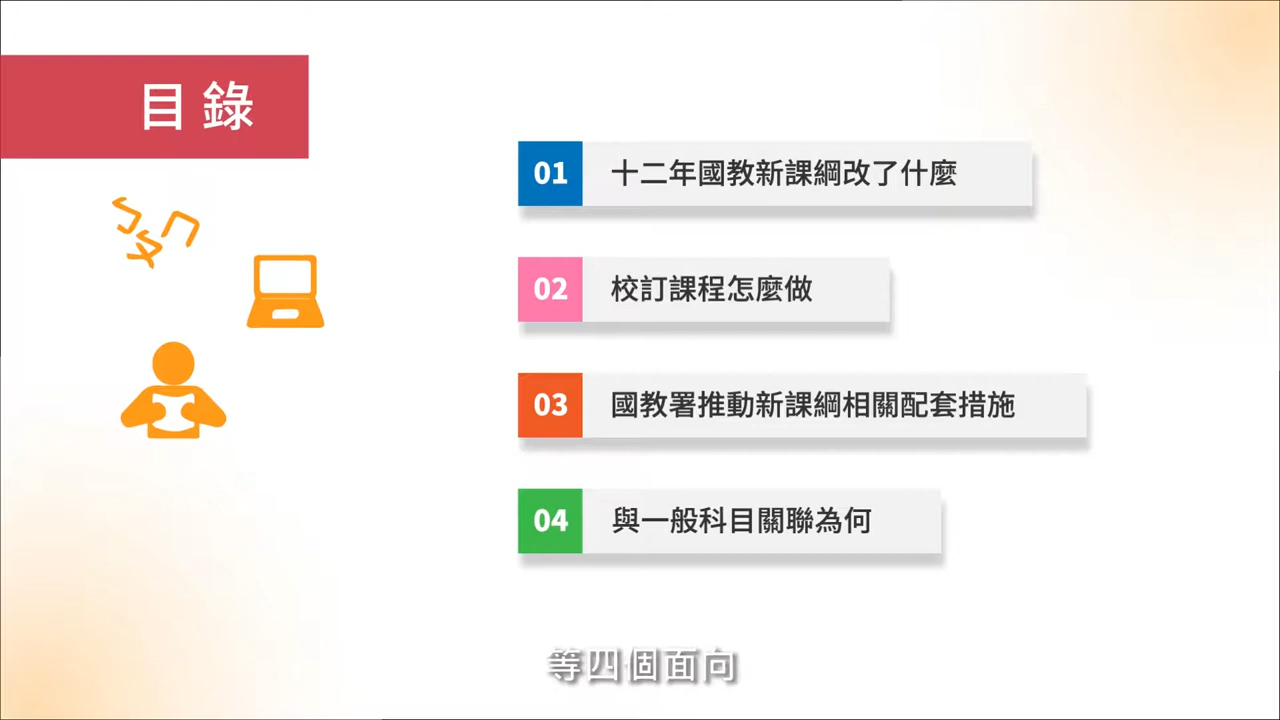 目錄
ㄅㄆㄇ
01 十二年國教新課綱改了什麼
02 校訂課程怎麼做
03 國教署推動新課綱相關配套措施
04 與一般科目關聯為何
等四個面向